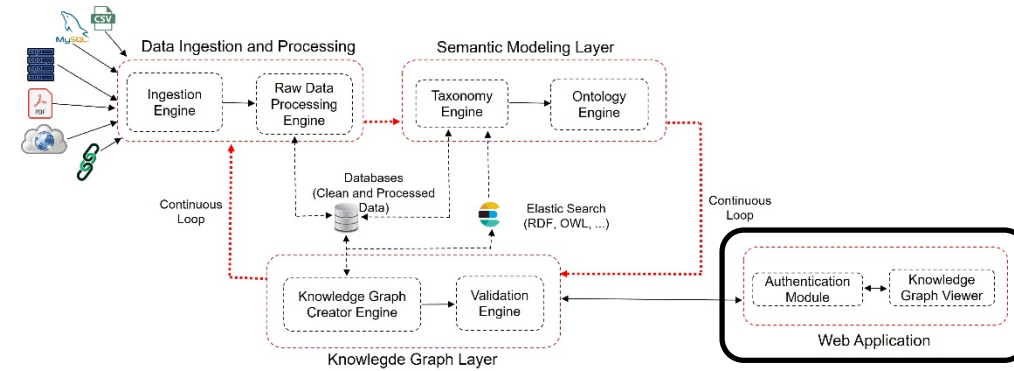 CSV
MySQL
Data Ingestion and Processing
Semantic Modeling Layer
Ingestion
Engine
Raw Data
Processing
Engine
Taxonomy
Engine
Ontology
Engine
PDF
Databases
(Clean and Processed
Data)
Continuous
Loop
Elastic Search
(RDF, OWL, ...)
Continuous
Loop
Knowledge Graph
Creator Engine
Validation
Engine
Authentication
Module
Knowledge
Graph Viewer
Web Application
Knowlegde Graph Layer